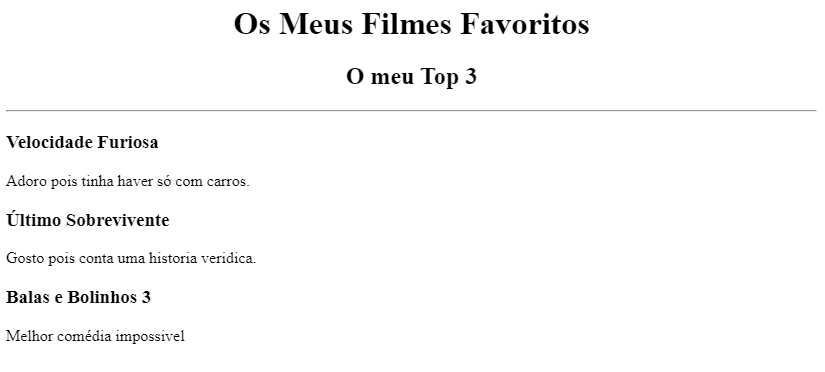 Os Meus Filmes Favoritos
O meu Top 3
Velocidade Furiosa
Adoro pois tinha haver só com carros.
Último Sobrevivente
Gosto pois conta uma historia veridica.
Balas e Bolinhos 3
Melhor comédia impossivel